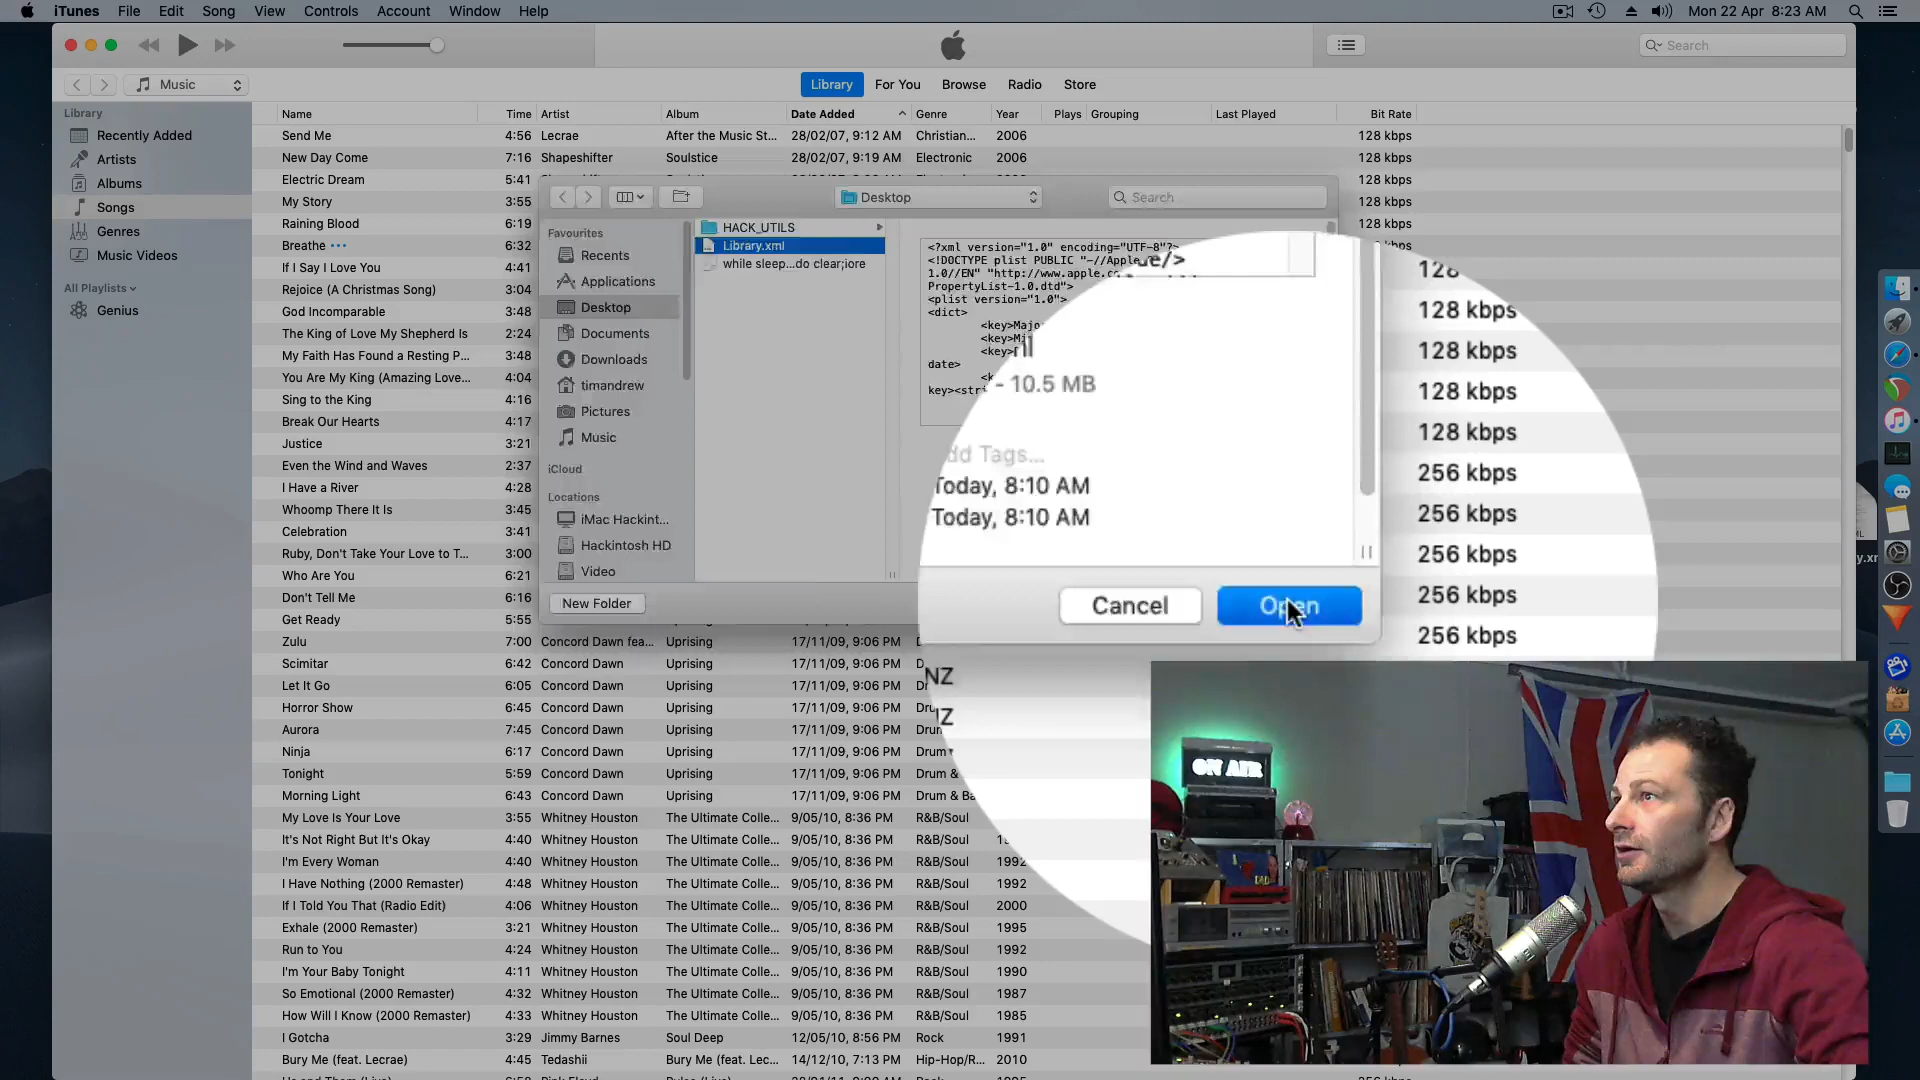 iTunes File Edit Song View Controls Account Window Help Mon 22 Apr 8:23 AM
Search
Music Library For You Browse Radio Store
Library
Recently Added
Artists
Albums
Songs
Genres
Music Videos
All Playlists
Genius
Name Time Artist Album Date Added Genre Year Plays Grouping Last Played Bit Rate
Send Me 4:56 Lecrae After the Music St... 28/02/07, 9:12 AM Christian... 2006 128 kbps
New Day Come 7:16 Shapeshifter Soulstice 28/02/07, 9:19 AM Electronic 2006 128 kbps
Electric Dream 5:41 128 kbps
My Story 3:55 128 kbps
Raining Blood 6:19 128 kbps
Breathe ••• 6:32
If I Say I Love You 4:41
Rejoice (A Christmas Song) 3:04
God Incomparable 3:48
The King of Love My Shepherd Is 2:24
My Faith Has Found a Resting P... 3:48
You Are My King (Amazing Love... 4:04
Sing to the King 4:16
Break Our Hearts 4:17
Justice 3:21
Even the Wind and Waves 2:37
I Have a River 4:28
Whoomp There It Is 3:45
Celebration 3:41
Ruby, Don't Take Your Love to T... 3:00
Who Are You 6:21
Don't Tell Me 6:16
Get Ready 5:48
Zulu 7:00 Concord Dawn fea... Uprising 17/11/09, 9:06 PM
Scimitar 6:42 Concord Dawn Uprising 17/11/09, 9:06 PM
Let It Go 6:05 Concord Dawn Uprising 17/11/09, 9:06 PM
Horror Show 6:45 Concord Dawn Uprising 17/11/09, 9:06 PM
Aurora 7:45 Concord Dawn Uprising 17/11/09, 9:06 PM
Ninja 6:17 Concord Dawn Uprising 17/11/09, 9:06 PM
Tonight 5:59 Concord Dawn Uprising 17/11/09, 9:06 PM Drum &
Morning Light 6:43 Concord Dawn Uprising 17/11/09, 9:06 PM Drum & Ba
My Love Is Your Love 3:55 Whitney Houston The Ultimate Colle... 9/05/10, 8:36 PM R&B/Soul
It's Not Right But It's Okay 4:40 Whitney Houston The Ultimate Colle... 9/05/10, 8:36 PM R&B/Soul
I'm Every Woman 4:40 Whitney Houston The Ultimate Colle... 9/05/10, 8:36 PM R&B/Soul 1992
I Have Nothing (2000 Remaster) 4:48 Whitney Houston The Ultimate Colle... 9/05/10, 8:36 PM R&B/Soul 1992
If I Told You That (Radio Edit) 4:06 Whitney Houston The Ultimate Colle... 9/05/10, 8:36 PM R&B/Soul 2000
Exhale (2000 Remaster) 3:21 Whitney Houston The Ultimate Colle... 9/05/10, 8:36 PM R&B/Soul 1995
Run to You 4:24 Whitney Houston The Ultimate Colle... 9/05/10, 8:36 PM R&B/Soul 1992
I'm Your Baby Tonight 4:11 Whitney Houston The Ultimate Colle... 9/05/10, 8:36 PM R&B/Soul 1990
So Emotional (2000 Remaster) 4:32 Whitney Houston The Ultimate Colle... 9/05/10, 8:36 PM R&B/Soul 1987
How Will I Know (2000 Remaster) 4:33 Whitney Houston The Ultimate Colle... 9/05/10, 8:36 PM R&B/Soul 1985
I Gotcha 3:29 Jimmy Barnes Soul Deep 12/05/10, 8:56 PM Rock 1991
Bury Me (feat. Lecrae) 4:45 Tedashii Bury Me (feat. Lec... 14/12/10, 7:13 PM Hip-Hop/R... 2010
Desktop Search
Favourites
Recents
Applications
Desktop
Documents
Downloads
timandrew
Pictures
Music
iCloud
Locations
iMac Hackint...
Hackintosh HD
Video
New Folder
HACK_UTILS
Library.xml
while sleep...do clear;iore
<?xml version="1.0" encoding="UTF-8"?>
<!DOCTYPE plist PUBLIC "-//Apple
1.0//EN" "http://www.apple.co
PropertyList-1.0.dtd">
<plist version="1.0">
<dict>
<key>Majo
<key>Mi
<key>
date>
<k
key><stri
- 10.5 MB
dd Tags...
Today, 8:10 AM
Today, 8:10 AM
Cancel Open
128 kbps
128 kbps
128 kbps
128 kbps
256 kbps
256 kbps
256 kbps
256 kbps
256 kbps
NZ
ON AIR